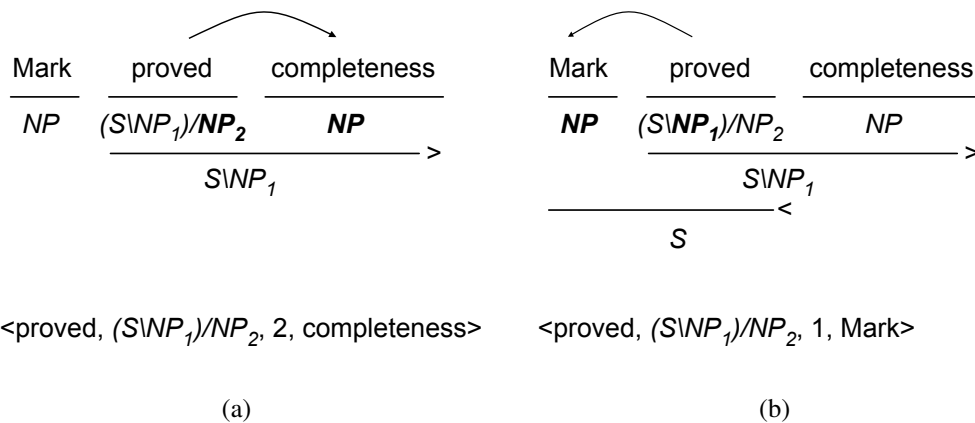 Mark proved completeness
NP (S\NP₁)/NP₂ NP
>
S\NP₁
<proved, (S\NP₁)/NP₂, 2, completeness>
(a)
Mark proved completeness
NP (S\NP₁)/NP₂ NP
>
S\NP₁
<
S
<proved, (S\NP₁)/NP₂, 1, Mark>
(b)